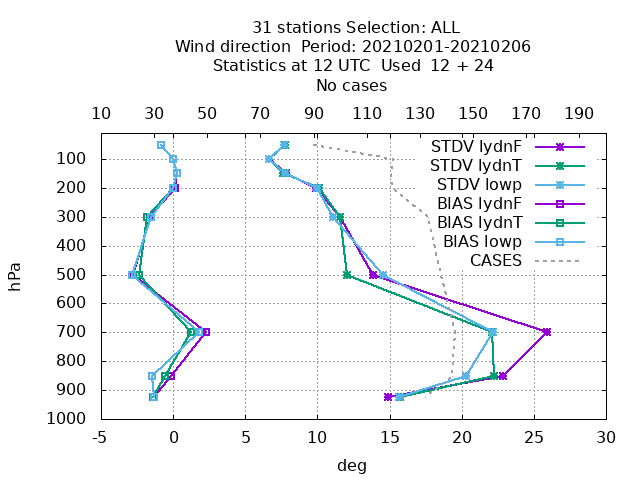 31 stations Selection: ALL
Wind direction  Period: 20210201-20210206
Statistics at 12 UTC  Used  12 + 24
No cases
10 30 40 50 70 90 100 110 130 140 150 170 190
STDV lydnF
STDV lydnT
STDV lowp
BIAS lydnF
BIAS lydnT
BIAS lowp
CASES
100
200
300
400
500
600
700
800
900
1000
hPa
-5 0 5 10 15 20 25 30
deg